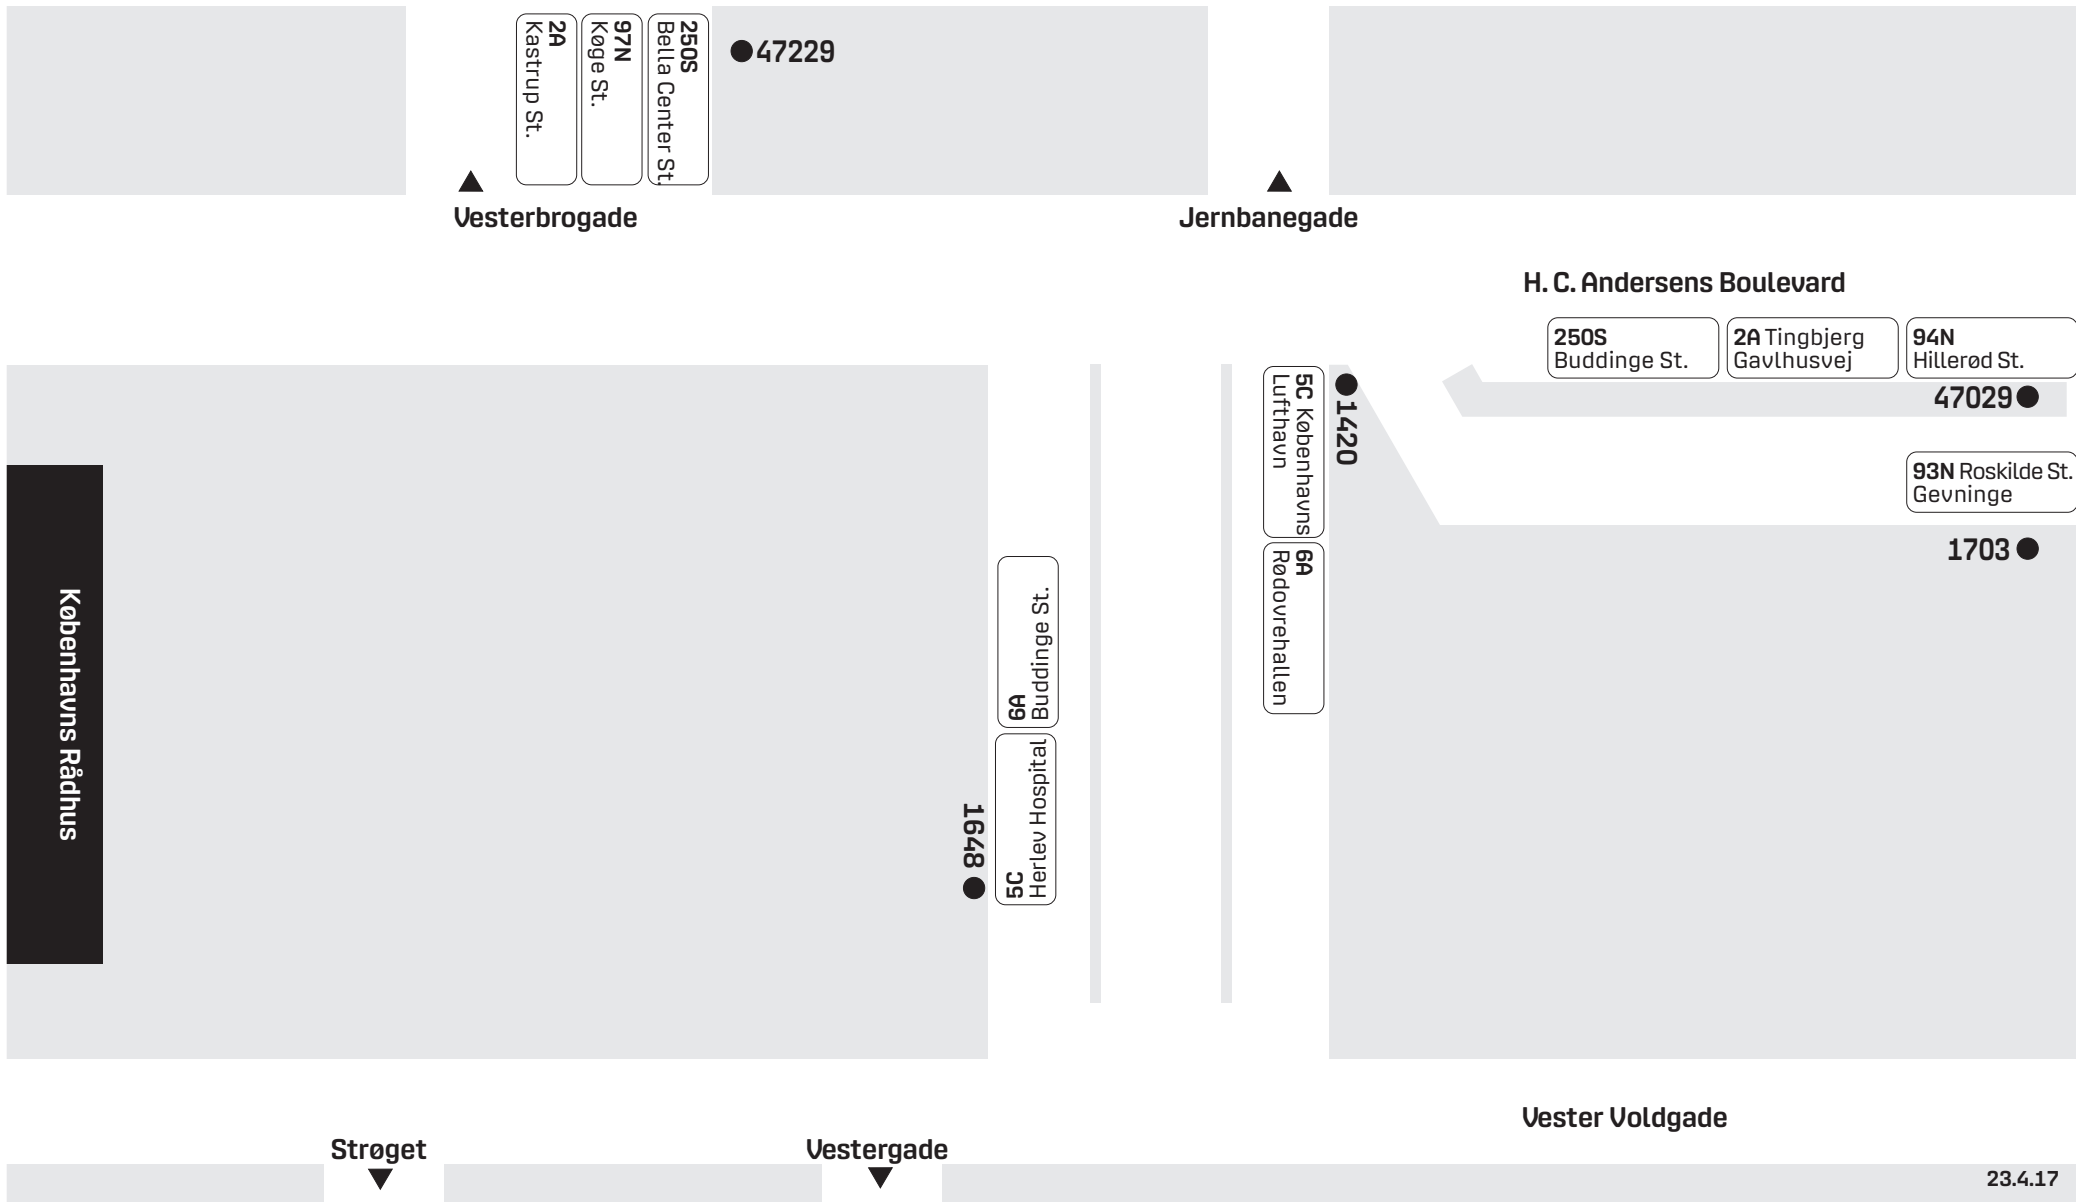 2A
Kastrup St.
97N
Køge St.
250S
Bella Center St.
47229
Vesterbrogade
Jernbanegade
H. C. Andersens Boulevard
250S
Buddinge St.
2A Tingbjerg
Gavlhusvej
94N
Hillerød St.
47029
5C Københavns
Lufthavn
1420
93N Roskilde St.
Gevninge
1703
6A
Rødovrehallen
6A
Buddinge St.
Københavns Rådhus
5C
Herlev Hospital
1648
Vester Voldgade
Strøget
Vestergade
23.4.17